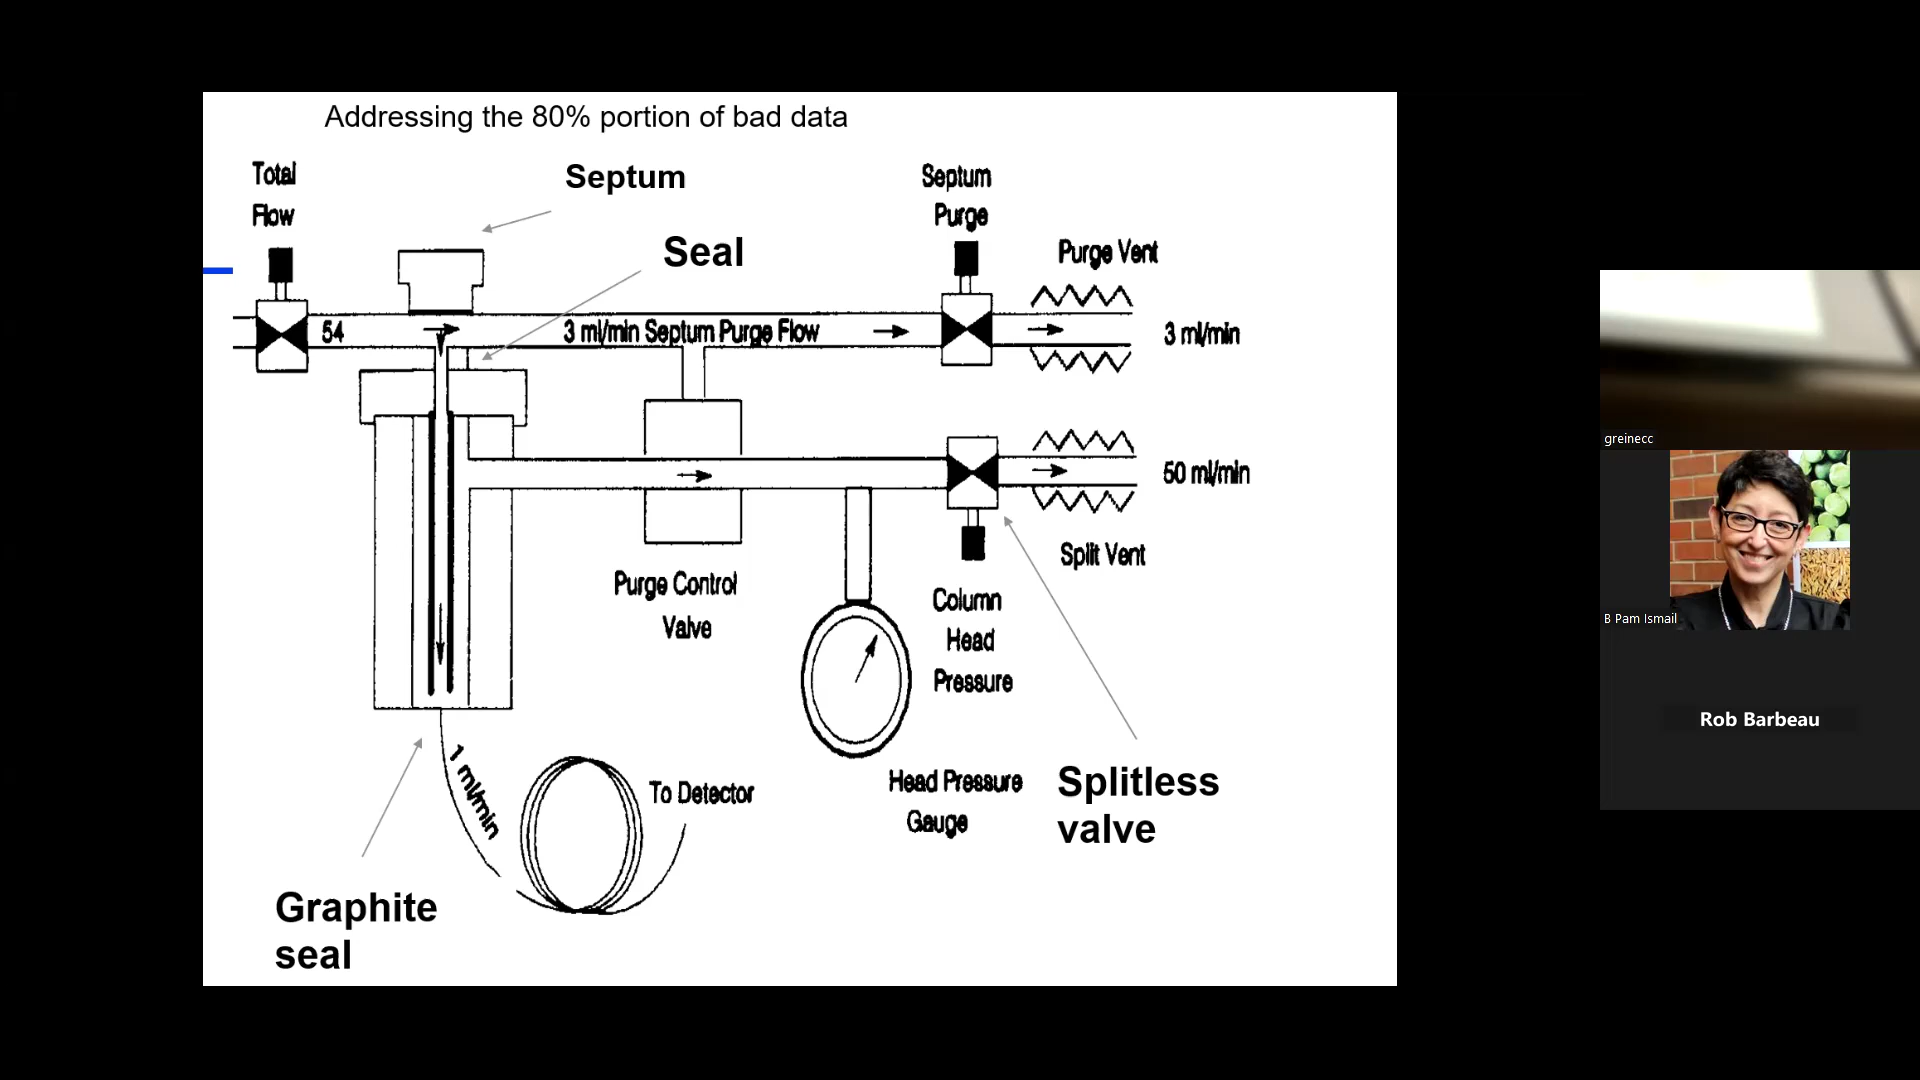 Addressing the 80% portion of bad data
Total
Flow
Septum
Septum
Purge
Seal
Purge Vent
54
3 ml/min Septum Purge Flow
3 ml/min
50 ml/min
Split Vent
Purge Control
Valve
Column
Head
Pressure
1 ml/min
To Detector
Head Pressure
Gauge
Splitless
valve
Graphite
seal
greinecc
B Pam Ismail
Rob Barbeau